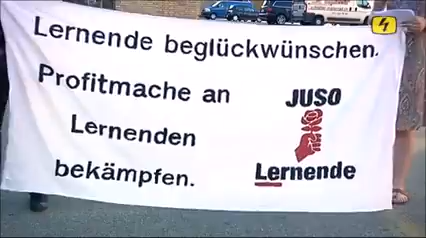 Lernende beglückwünschen.
Profitmache an
Lernenden
bekämpfen.
JUSO
Lernende